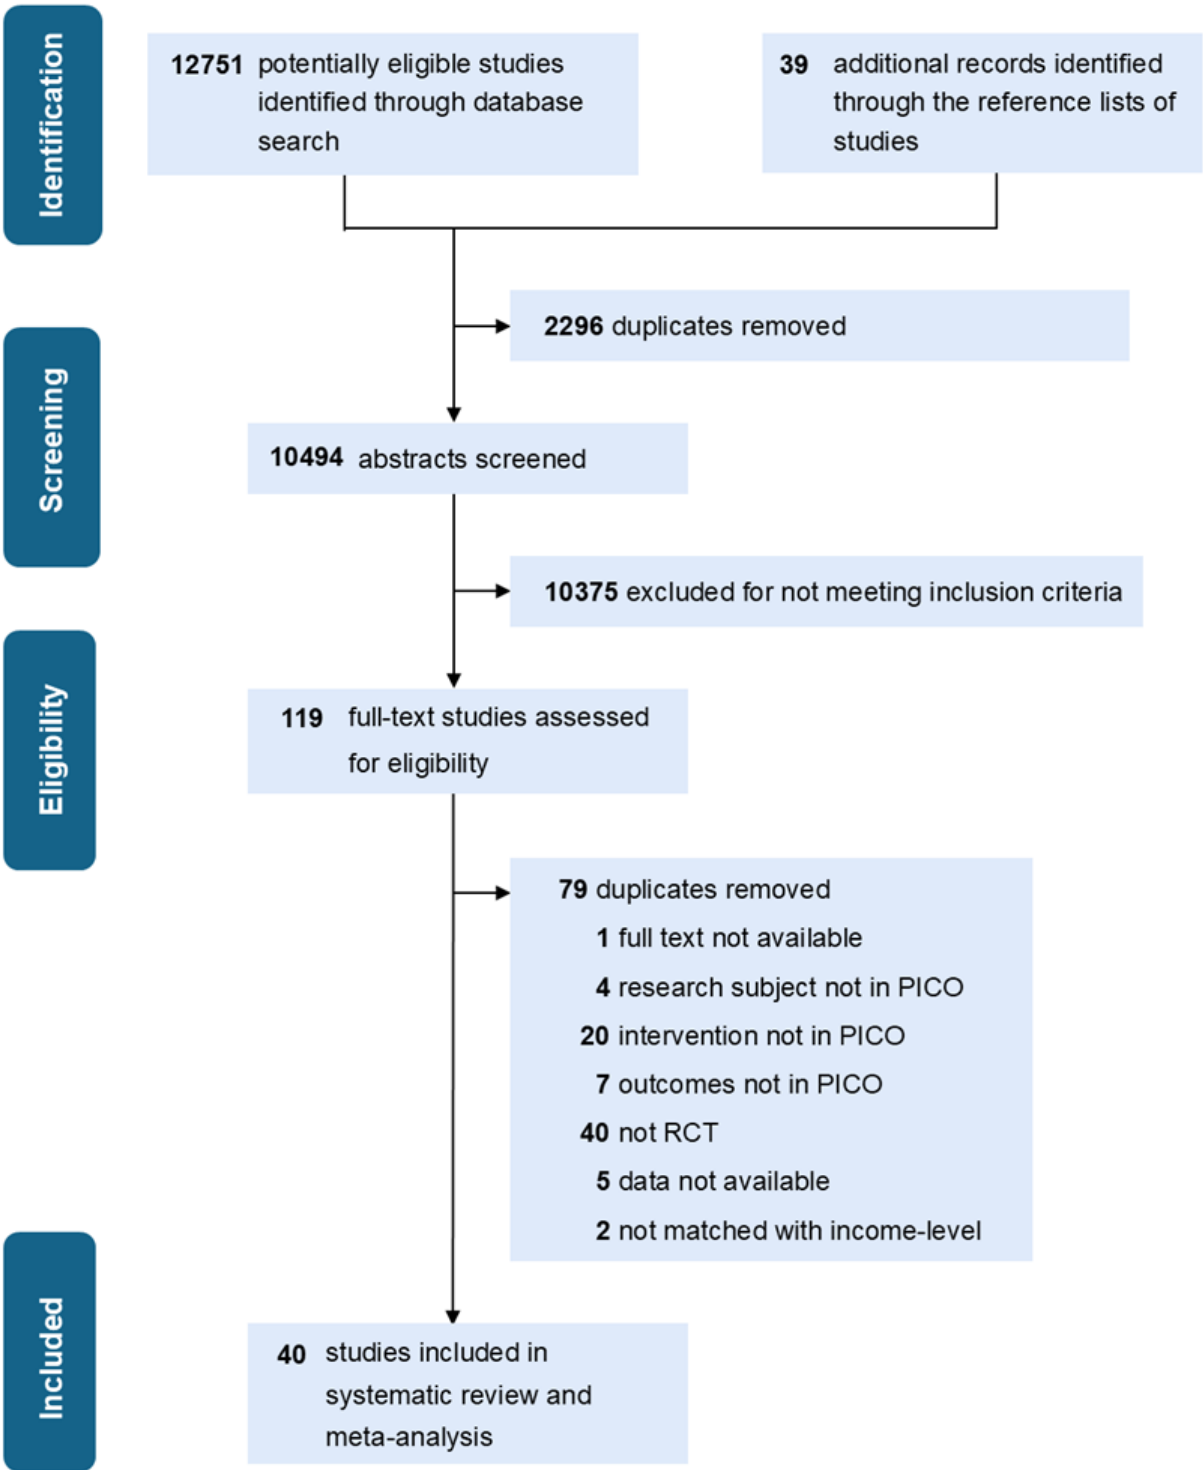 Identification
12751 potentially eligible studies
identified through database
search
39 additional records identified
through the reference lists of
studies
2296 duplicates removed
Screening
10494 abstracts screened
10375 excluded for not meeting inclusion criteria
Eligibility
119 full-text studies assessed
for eligibility
79 duplicates removed
1 full text not available
4 research subject not in PICO
20 intervention not in PICO
7 outcomes not in PICO
40 not RCT
5 data not available
2 not matched with income-level
Included
40 studies included in
systematic review and
meta-analysis